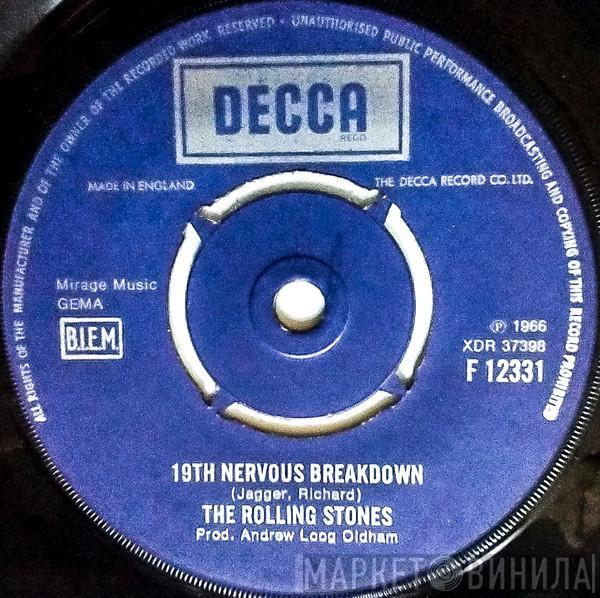 ALL RIGHTS OF THE MANUFACTURER AND OF THE OWNER OF THE RECORDED WORK RESERVED · UNAUTHORISED PUBLIC PERFORMANCE BROADCASTING AND COPYING OF THIS RECORD PROHIBITED
DECCA
REGD
MADE IN ENGLAND
THE DECCA RECORD CO. LTD.
Mirage Music
GEMA
B.I.E.M.
℗ 1966
XDR 37398
F 12331
19TH NERVOUS BREAKDOWN
(Jagger, Richard)
THE ROLLING STONES
Prod. Andrew Loog Oldham
МАРКЕТ ВИНИЛА